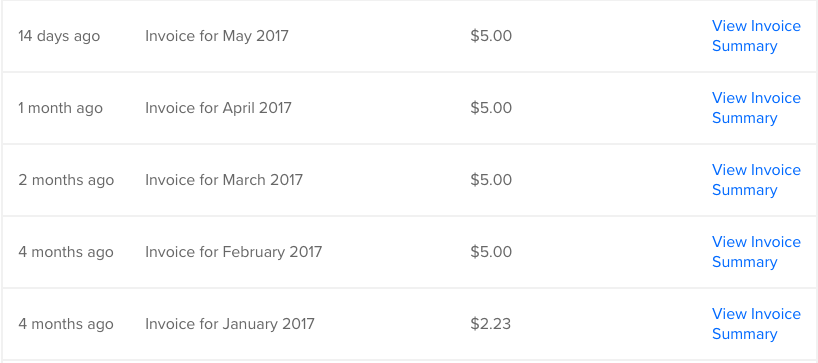 14 days ago Invoice for May 2017 $5.00 View Invoice
Summary
1 month ago Invoice for April 2017 $5.00 View Invoice
Summary
2 months ago Invoice for March 2017 $5.00 View Invoice
Summary
4 months ago Invoice for February 2017 $5.00 View Invoice
Summary
4 months ago Invoice for January 2017 $2.23 View Invoice
Summary